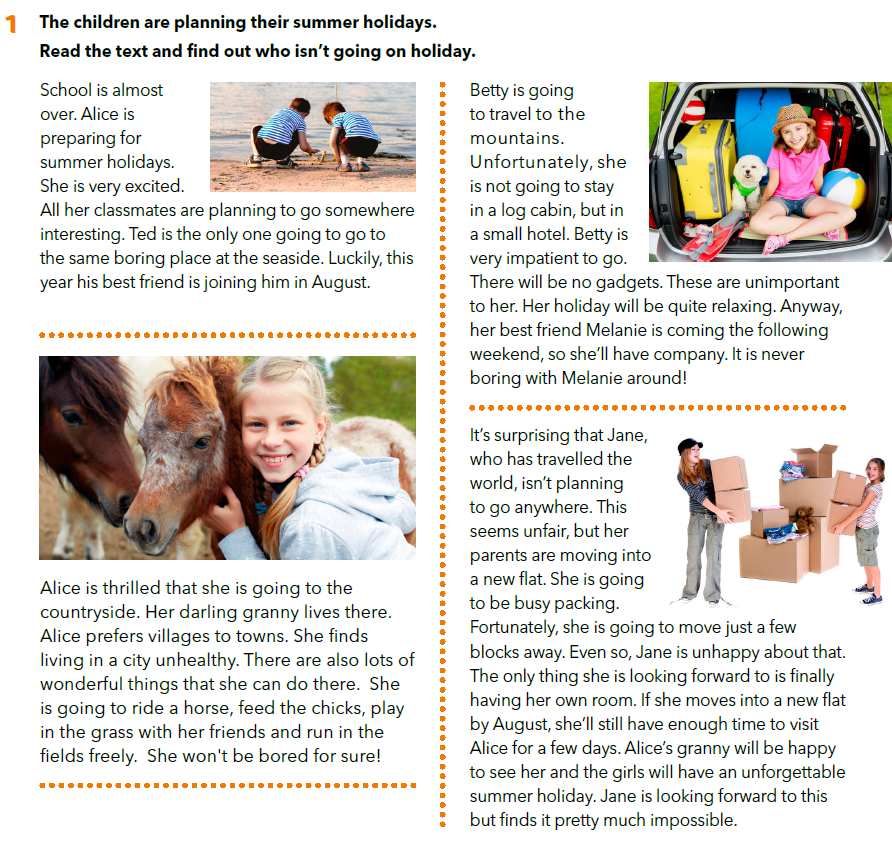 1
The children are planning their summer holidays.
Read the text and find out who isn't going on holiday.
School is almost
over. Alice is
preparing for
summer holidays.
She is very excited.
All her classmates are planning to go somewhere
interesting. Ted is the only one going to go to
the same boring place at the seaside. Luckily, this
year his best friend is joining him in August.
Alice is thrilled that she is going to the
countryside. Her darling granny lives there.
Alice prefers villages to towns. She finds
living in a city unhealthy. There are also lots of
wonderful things that she can do there.  She
is going to ride a horse, feed the chicks, play
in the grass with her friends and run in the
fields freely.  She won't be bored for sure!
Betty is going
to travel to the
mountains.
Unfortunately, she
is not going to stay
in a log cabin, but in
a small hotel. Betty is
very impatient to go.
There will be no gadgets. These are unimportant
to her. Her holiday will be quite relaxing. Anyway,
her best friend Melanie is coming the following
weekend, so she'll have company. It is never
boring with Melanie around!
It's surprising that Jane,
who has travelled the
world, isn't planning
to go anywhere. This
seems unfair, but her
parents are moving into
a new flat. She is going
to be busy packing.
Fortunately, she is going to move just a few
blocks away. Even so, Jane is unhappy about that.
The only thing she is looking forward to is finally
having her own room. If she moves into a new flat
by August, she'll still have enough time to visit
Alice for a few days. Alice's granny will be happy
to see her and the girls will have an unforgettable
summer holiday. Jane is looking forward to this
but finds it pretty much impossible.